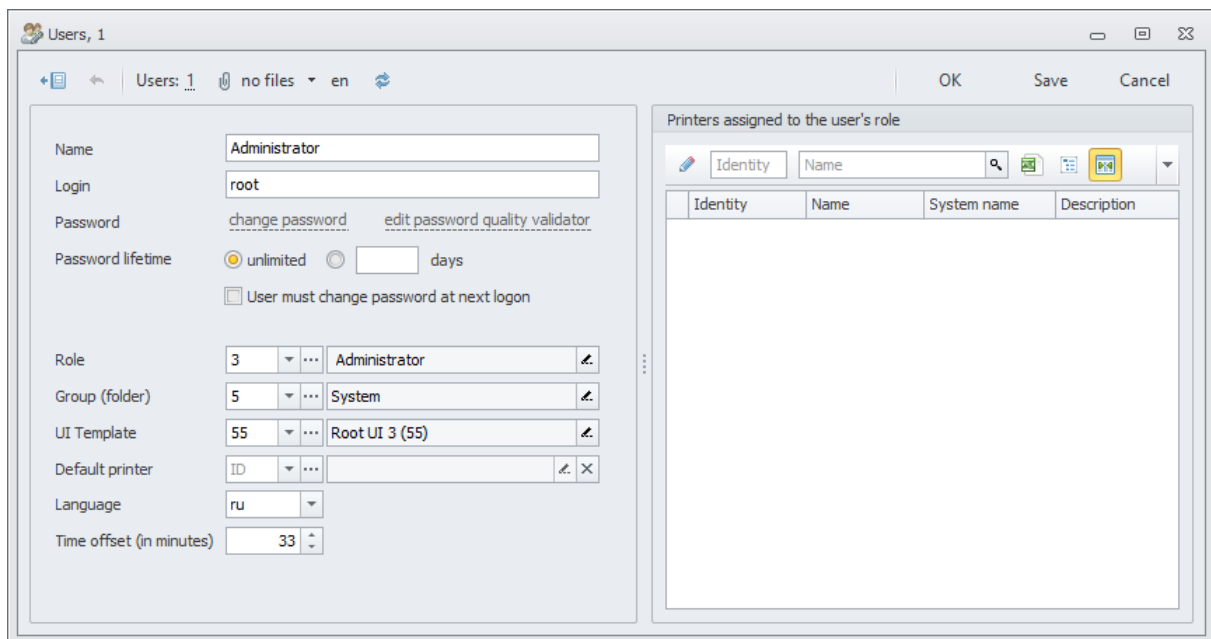 Users, 1
Users: 1 no files en OK Save Cancel
Printers assigned to the user's role
Name Administrator
Login root
Password change password edit password quality validator
Password lifetime unlimited days
User must change password at next logon
Role 3 Administrator
Group (folder) 5 System
UI Template 55 Root UI 3 (55)
Default printer ID
Language ru
Time offset (in minutes) 33
Identity Name
Identity Name System name Description